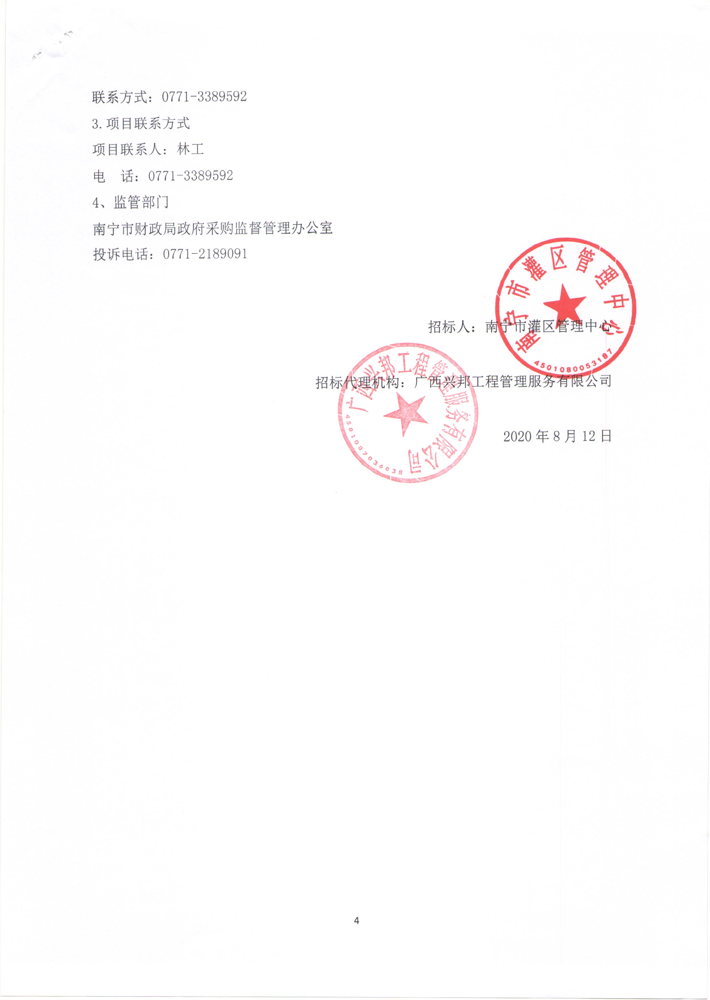 联系方式：0771-3389592
3.项目联系方式
项目联系人：林工
电　话：0771-3389592
4、监管部门
南宁市财政局政府采购监督管理办公室
投诉电话：0771-2189091
南宁市灌区管理中心
4501080053187
招标人：南宁市灌区管理中心
招标代理机构：广西兴邦工程管理服务有限公司
广西兴邦工程管理服务有限公司
4501007036838
2020 年 8 月 12 日
4